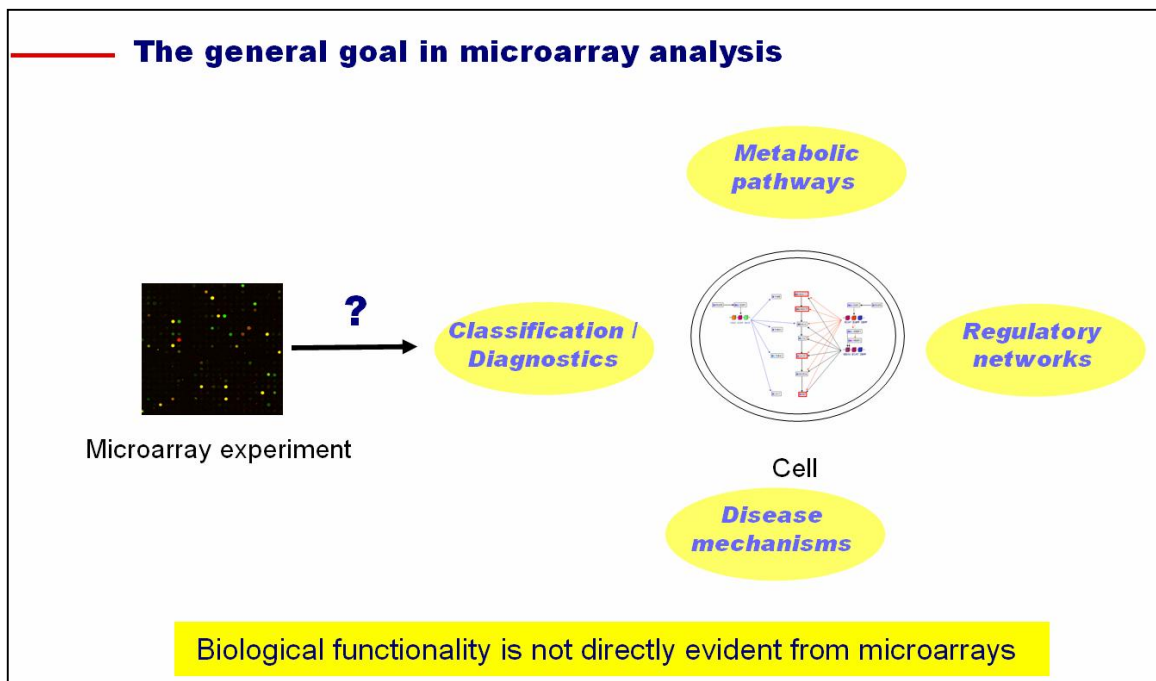 The general goal in microarray analysis
Metabolic
pathways
?
Classification /
Diagnostics
Regulatory
networks
Microarray experiment
Cell
Disease
mechanisms
Biological functionality is not directly evident from microarrays